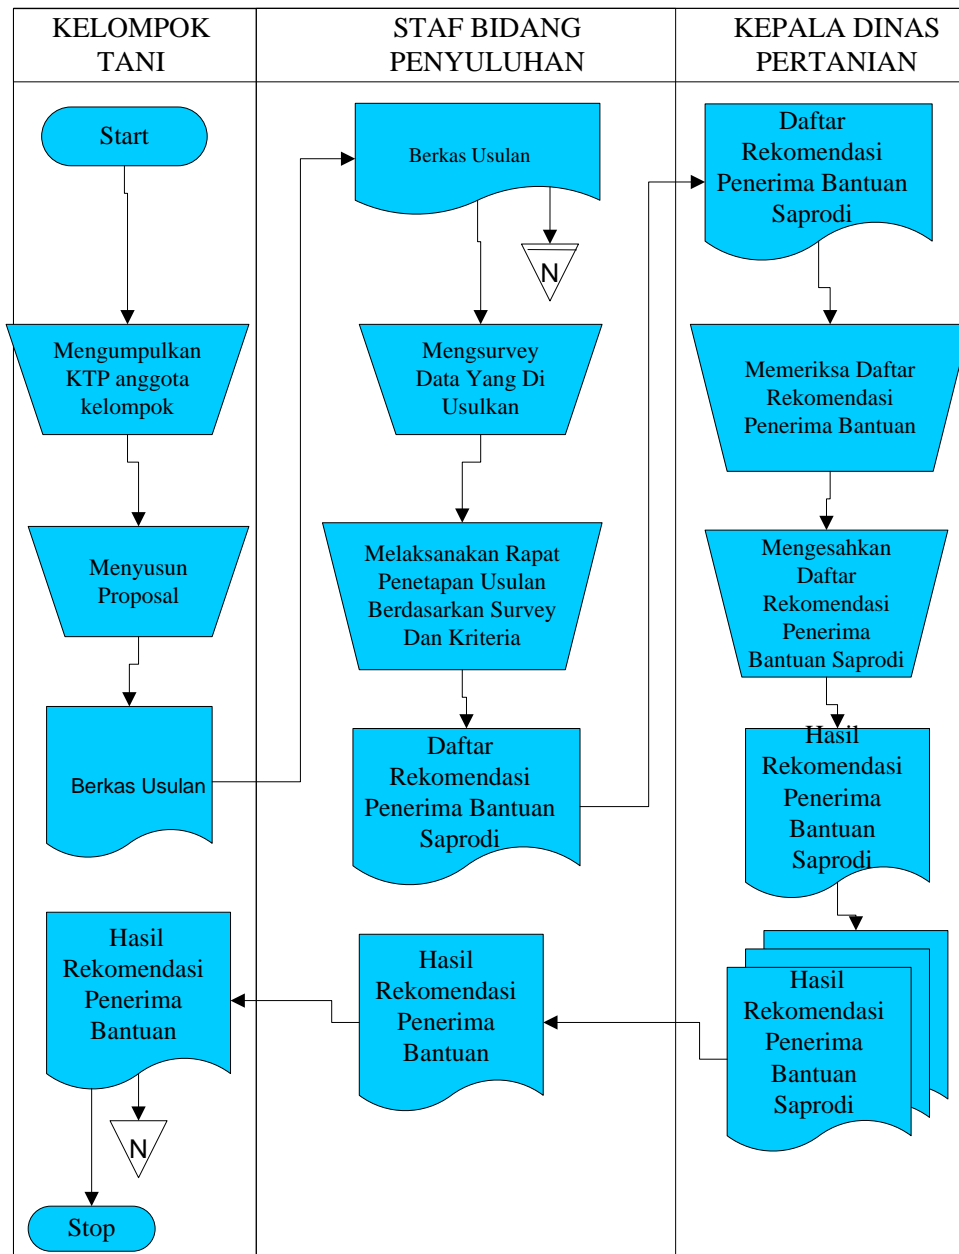 KELOMPOK
TANI
STAF BIDANG
PENYULUHAN
KEPALA DINAS
PERTANIAN
Start
Mengumpulkan
KTP anggota
kelompok
Menyusun
Proposal
Berkas Usulan
Berkas Usulan
N
Mengsurvey
Data Yang Di
Usulkan
Melaksanakan Rapat
Penetapan Usulan
Berdasarkan Survey
Dan Kriteria
Daftar
Rekomendasi
Penerima Bantuan
Saprodi
Daftar
Rekomendasi
Penerima Bantuan
Saprodi
Memeriksa Daftar
Rekomendasi
Penerima Bantuan
Mengesahkan
Daftar
Rekomendasi
Penerima
Bantuan Saprodi
Hasil
Rekomendasi
Penerima
Bantuan
Saprodi
Hasil
Rekomendasi
Penerima
Bantuan
Saprodi
Hasil
Rekomendasi
Penerima
Bantuan
Hasil
Rekomendasi
Penerima
Bantuan
N
Stop